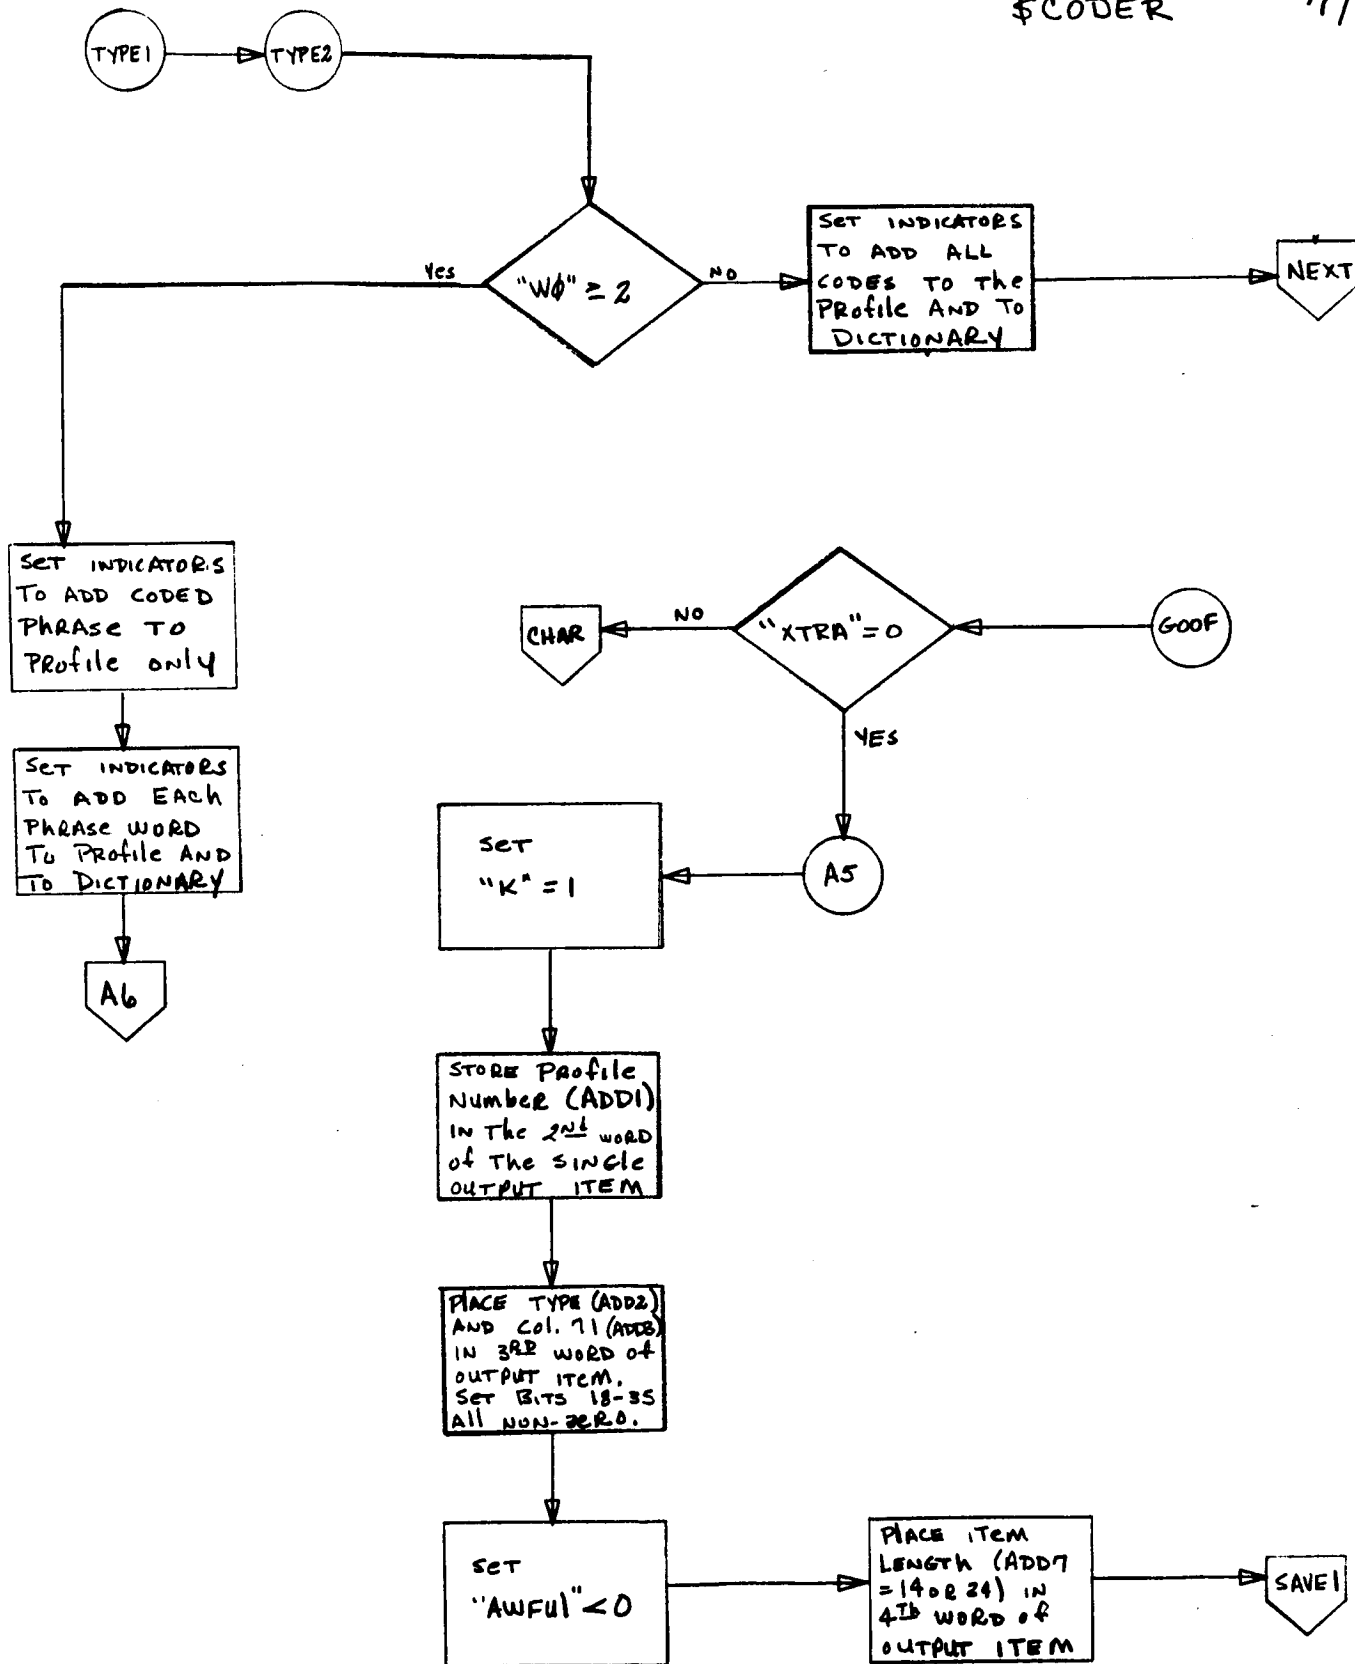 $CODER
TYPE1
TYPE2
Yes
"WØ" ≥ 2
NO
SET INDICATORS
TO ADD ALL
CODES TO THE
PROFILE AND TO
DICTIONARY
NEXT
SET INDICATORS
TO ADD CODED
PHRASE TO
PROFILE ONLY
SET INDICATORS
TO ADD EACH
PHRASE WORD
TO PROFILE AND
TO DICTIONARY
A6
CHAR
NO
"XTRA" = 0
GOOF
YES
A5
SET
"K" = 1
STORE PROFILE
NUMBER (ADD1)
IN THE 2ND WORD
OF THE SINGLE
OUTPUT ITEM
PLACE TYPE (ADD2)
AND COL. 71 (ADD3)
IN 3RD WORD OF
OUTPUT ITEM.
SET BITS 18-35
ALL NON-ZERO.
SET
"AWFUL" < 0
PLACE ITEM
LENGTH (ADD7
= 14 OR 24) IN
4TH WORD OF
OUTPUT ITEM
SAVE1